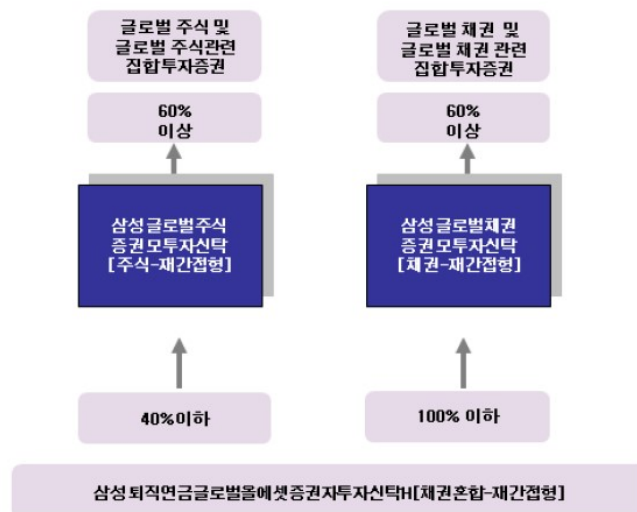 글로벌 주식 및
글로벌 주식관련
집합투자증권
글로벌 채권 및
글로벌 채권 관련
집합투자증권
60%
이상
60%
이상
삼성글로벌주식
증권모투자신탁
[주식-재간접형]
삼성글로벌채권
증권모투자신탁
[채권-재간접형]
40%이하
100% 이하
삼성퇴직연금글로벌올에셋증권자투자신탁H[채권혼합-재간접형]